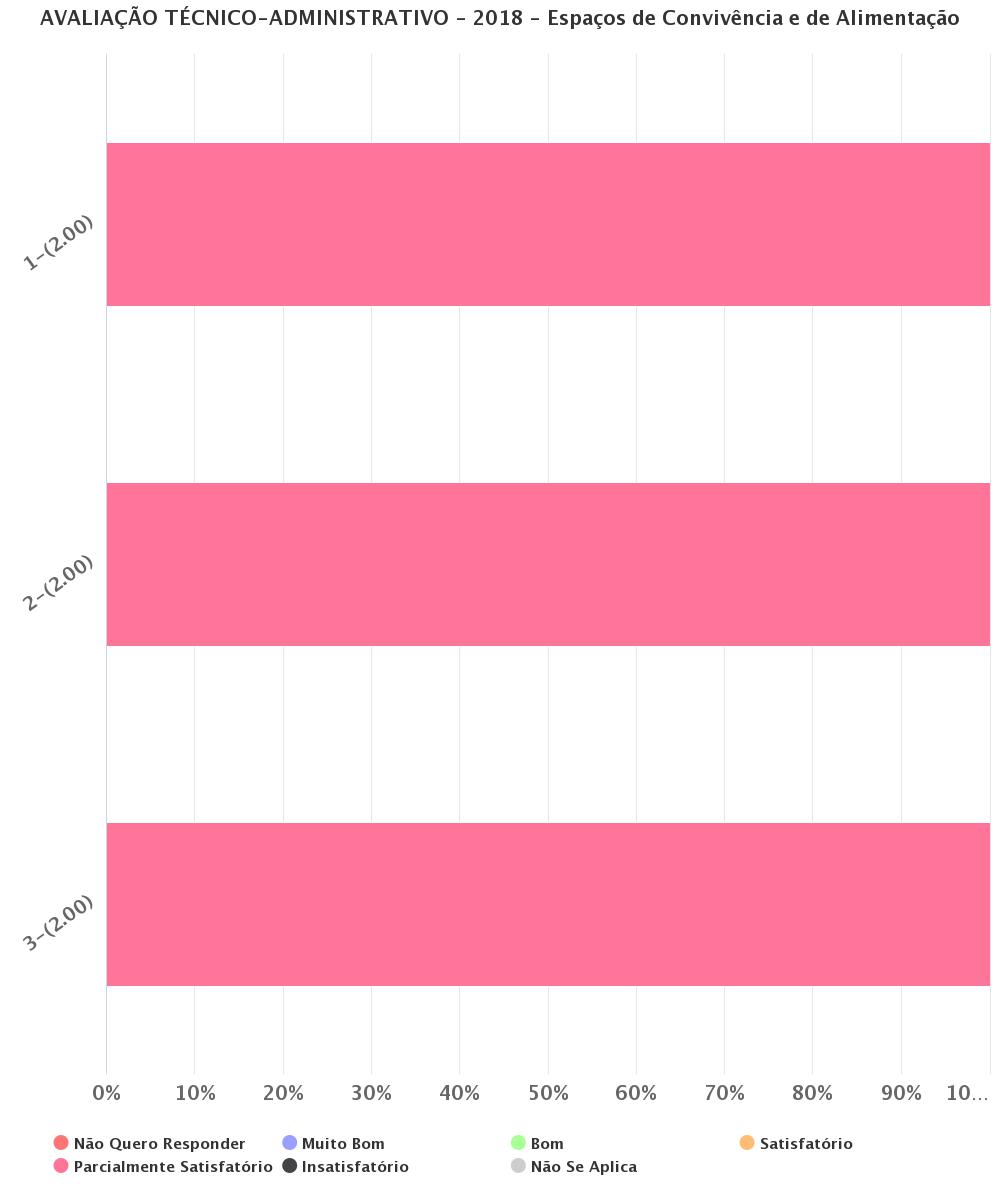 AVALIAÇÃO TÉCNICO-ADMINISTRATIVO - 2018 - Espaços de Convivência e de Alimentação
1-(2.00)
2-(2.00)
3-(2.00)
0% 10% 20% 30% 40% 50% 60% 70% 80% 90% 10...
Não Quero Responder Muito Bom Bom Satisfatório
Parcialmente Satisfatório Insatisfatório Não Se Aplica